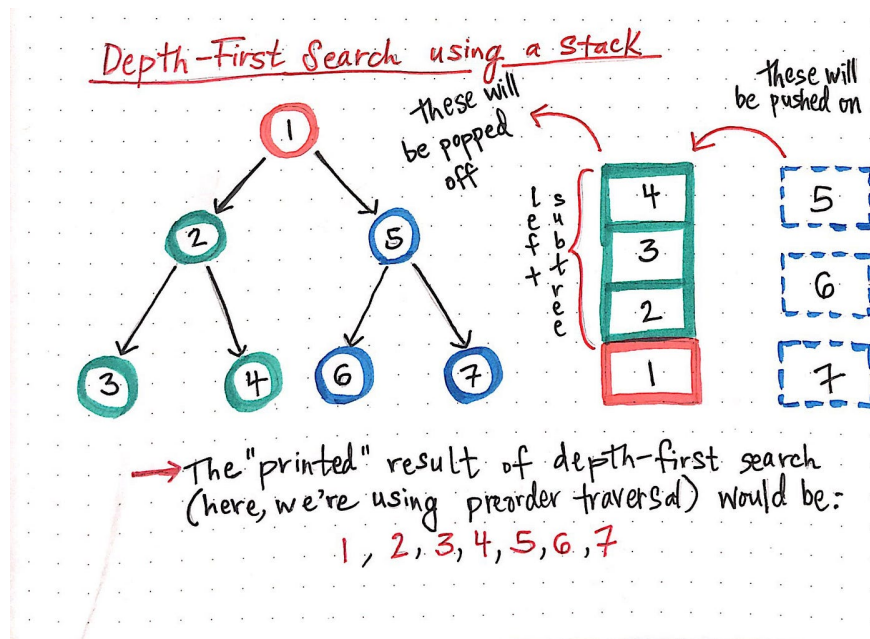 Depth-First Search using a Stack
these will
be popped
off
these will
be pushed on
1
2
5
3
4
6
7
left
subtree
4
3
2
1
5
6
7
→ The "printed" result of depth-first search
(here, we're using preorder traversal) would be:
1, 2, 3, 4, 5, 6, 7